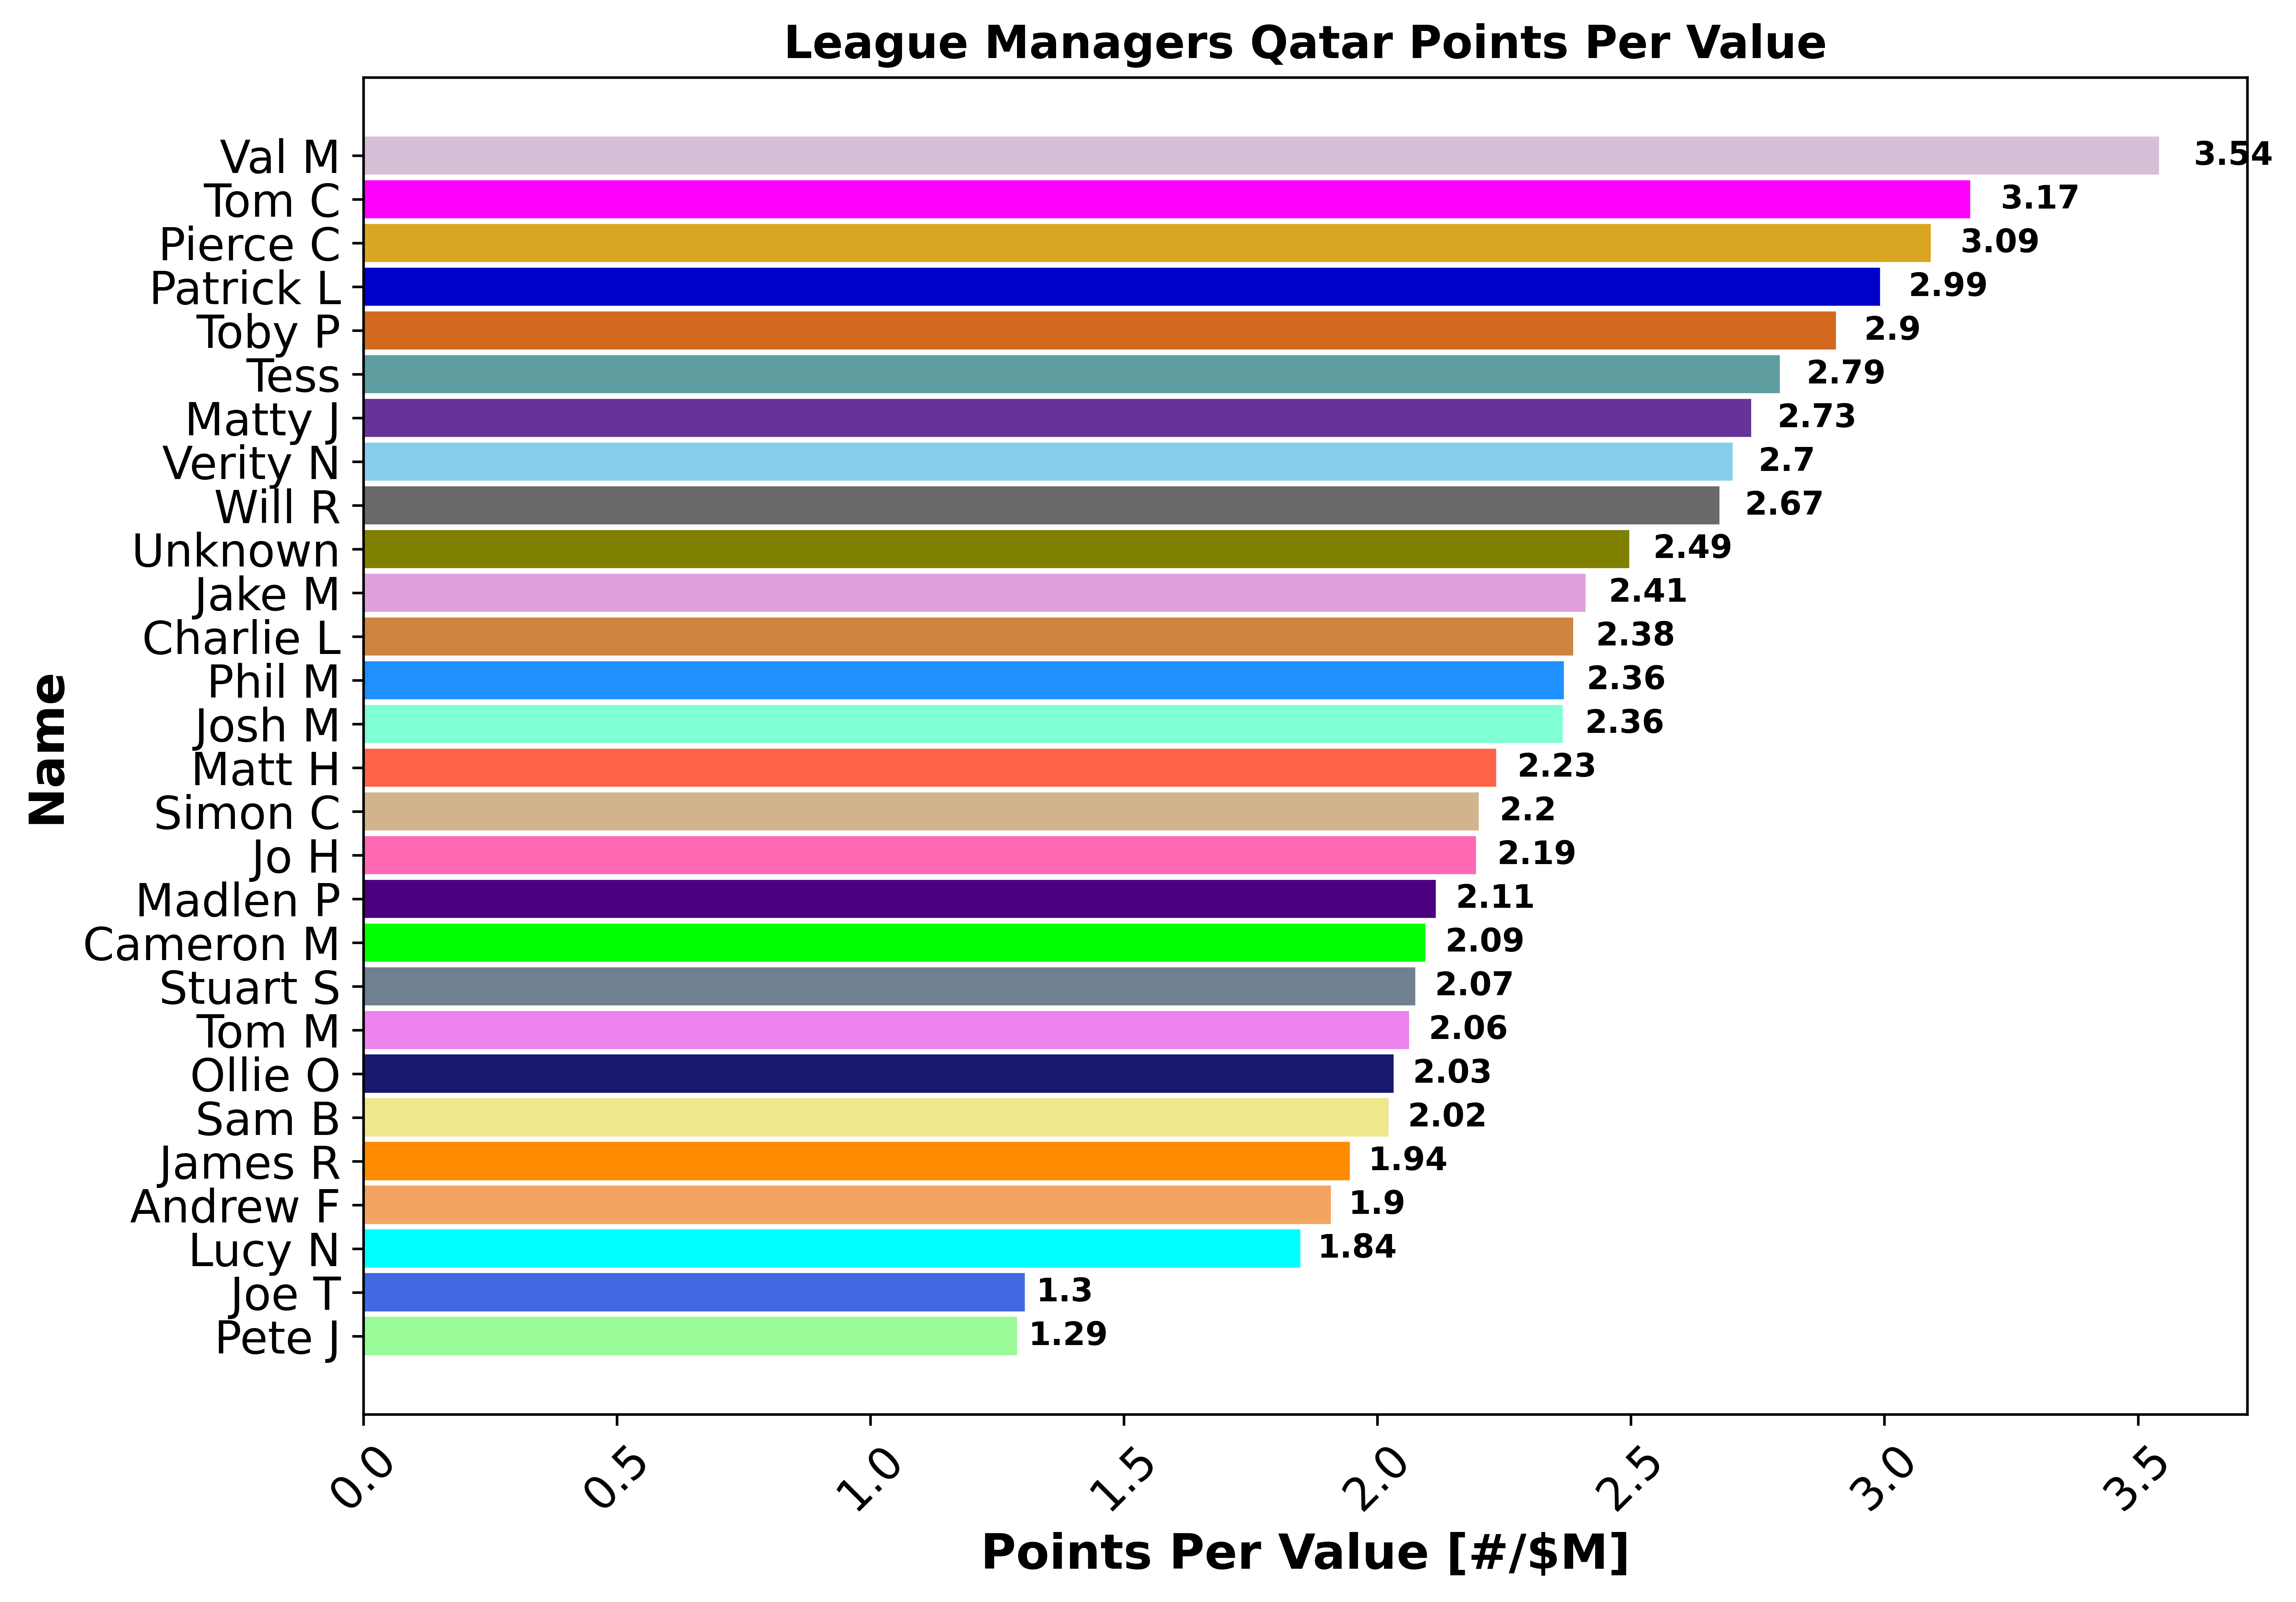 League Managers Qatar Points Per Value
Val M 3.54
Tom C 3.17
Pierce C 3.09
Patrick L 2.99
Toby P 2.9
Tess 2.79
Matty J 2.73
Verity N 2.7
Will R 2.67
Unknown 2.49
Jake M 2.41
Charlie L 2.38
Phil M 2.36
Josh M 2.36
Matt H 2.23
Simon C 2.2
Jo H 2.19
Madlen P 2.11
Cameron M 2.09
Stuart S 2.07
Tom M 2.06
Ollie O 2.03
Sam B 2.02
James R 1.94
Andrew F 1.9
Lucy N 1.84
Joe T 1.3
Pete J 1.29
Name
0.0 0.5 1.0 1.5 2.0 2.5 3.0 3.5
Points Per Value [#/$M]